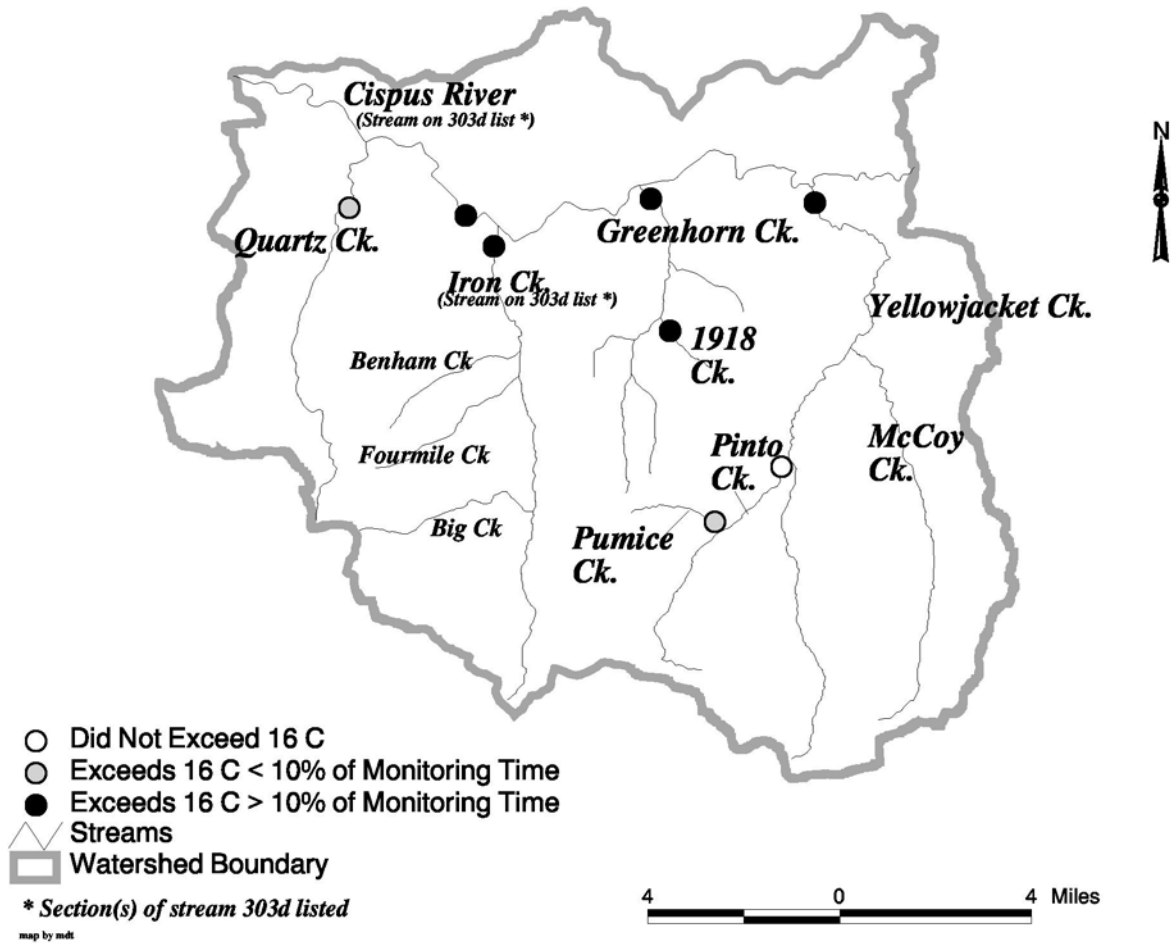 Cispus River
(Stream on 303d list *)
N
Quartz Ck.
Greenhorn Ck.
Iron Ck.
(Stream on 303d list *)
Yellowjacket Ck.
1918
Ck.
Benham Ck
Fourmile Ck
Pinto
Ck.
McCoy
Ck.
Big Ck
Pumice
Ck.
Did Not Exceed 16 C
Exceeds 16 C < 10% of Monitoring Time
Exceeds 16 C > 10% of Monitoring Time
Streams
Watershed Boundary
* Section(s) of stream 303d listed
map by mdt
4 0 4 Miles